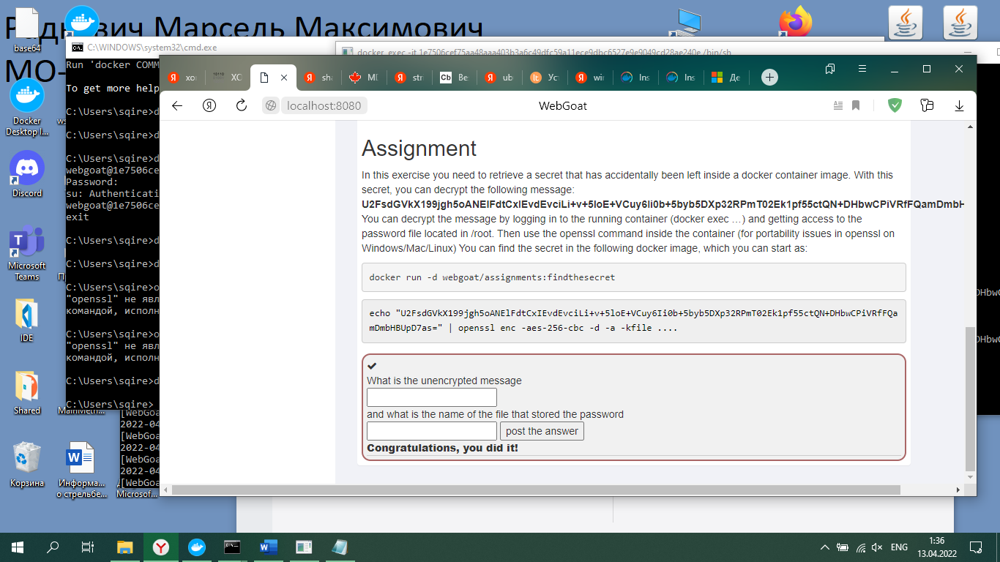 Радкевич Марсель Максимович
МО-
base64
Docker Desktop I...
Discord
Microsoft Teams
IDE
Shared
Корзина
Информа... о стрельбе...
Microsof...
MainMeth...
C:\WINDOWS\system32\cmd.exe
Run 'docker COMM
To get more help
C:\Users\sqire>d
C:\Users\sqire>d
C:\Users\sqire>d
webgoat@1e7506ce
Password:
su: Authenticati
webgoat@1e7506ce
exit
C:\Users\sqire>d
C:\Users\sqire>d
C:\Users\sqire>o
"openssl" не явл
командой, исполн
C:\Users\sqire>o
"openssl" не явл
командой, исполн
C:\Users\sqire>d
C:\Users\sqire>
[WebGoa
2022-04
[WebGoa
2022-04
[WebGoa
2022-04
[WebGoa
docker exec -it 1e7506cef75aa48aaa403b3a6c49dfc59a11ece9dbc6527e9e9049cd28ae240e /bin/sh
хо XO sha MD str Cb Be ub lt Ус wi Ins Ins Де
localhost:8080
WebGoat
Assignment
In this exercise you need to retrieve a secret that has accidentally been left inside a docker container image. With this
secret, you can decrypt the following message:
U2FsdGVkX199jgh5oANElFdtCxIEvdEvciLi+v+5loE+VCuy6Ii0b+5byb5DXp32RPmT02Ek1pf55ctQN+DHbwCPiVRfFQamDmbH
You can decrypt the message by logging in to the running container (docker exec …) and getting access to the
password file located in /root. Then use the openssl command inside the container (for portability issues in openssl on
Windows/Mac/Linux) You can find the secret in the following docker image, which you can start as:
docker run -d webgoat/assignments:findthesecret
echo "U2FsdGVkX199jgh5oANElFdtCxIEvdEvciLi+v+5loE+VCuy6Ii0b+5byb5DXp32RPmT02Ek1pf55ctQN+DHbwCPiVRfFQa
mDmbHBUpD7as=" | openssl enc -aes-256-cbc -d -a -kfile ....
What is the unencrypted message
and what is the name of the file that stored the password
post the answer
Congratulations, you did it!
DHbwC
DHbwC
ENG
1:36
13.04.2022